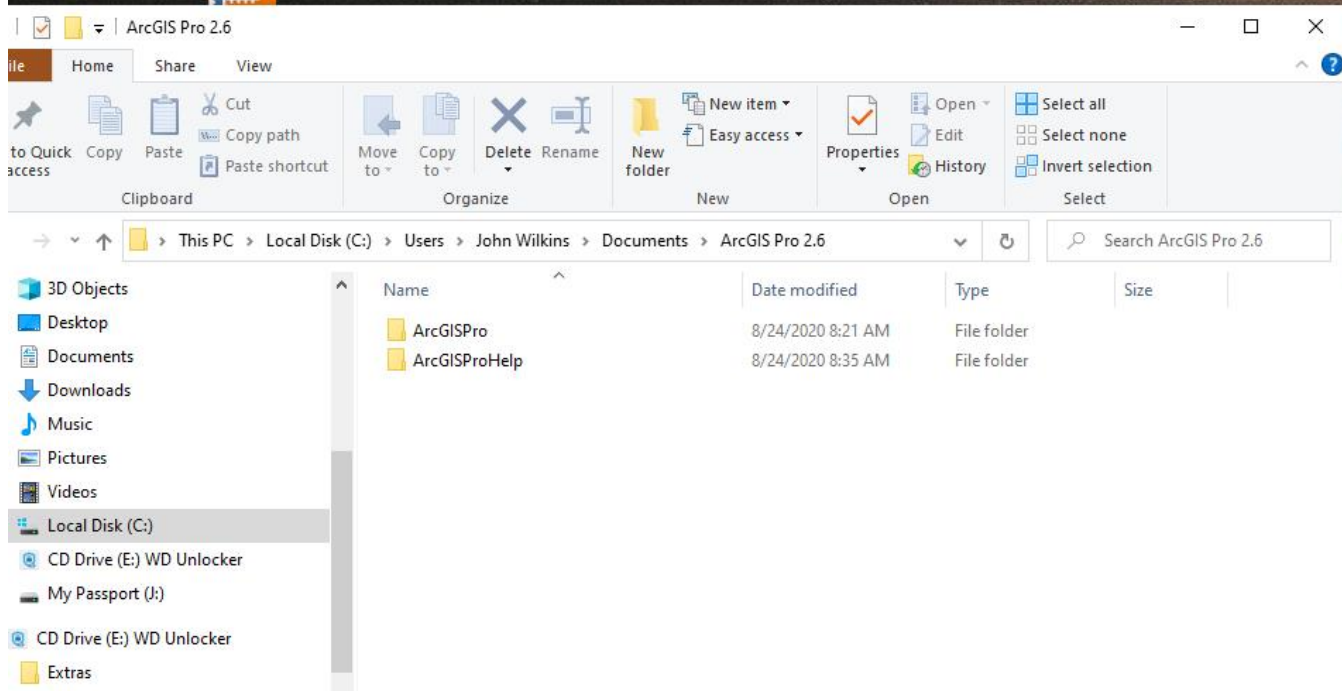 ArcGIS Pro 2.6
ile Home Share View
to Quick access
Copy
Paste
Cut
Copy path
Paste shortcut
Clipboard
Move to
Copy to
Delete
Rename
Organize
New folder
New item
Easy access
New
Properties
Open
Edit
History
Open
Select all
Select none
Invert selection
Select
This PC > Local Disk (C:) > Users > John Wilkins > Documents > ArcGIS Pro 2.6
Search ArcGIS Pro 2.6
3D Objects
Desktop
Documents
Downloads
Music
Pictures
Videos
Local Disk (C:)
CD Drive (E:) WD Unlocker
My Passport (J:)
CD Drive (E:) WD Unlocker
Extras
Name Date modified Type Size
ArcGISPro 8/24/2020 8:21 AM File folder
ArcGISProHelp 8/24/2020 8:35 AM File folder